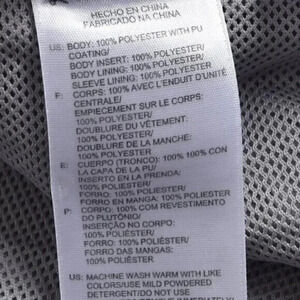 HECHO EN CHINA
FABRICADO NA CHINA
US: BODY: 100% POLYESTER WITH PU
COATING/
BODY INSERT: 100% POLYESTER/
BODY LINING: 100% POLYESTER/
SLEEVE LINING: 100% POLYESTER
F: CORPS: 100% AVEC L'ENDUIT D'UNITÉ
CENTRALE/
EMPIECEMENT SUR LE CORPS:
100% POLYESTER/
DOUBLURE DU VÊTEMENT:
100% POLYESTER/
DOUBLURE DE LA MANCHE:
100% POLYESTER
E: CUERPO (TRONCO): 100% 100% CON
LA CAPA DE LA PU/
INSERTO EN LA PRENDA:
100% POLIÉSTER/
FORRO: 100% POLIÉSTER/
FORRO EN MANGA: 100% POLIÉSTER
P: CORPO: 100% COM REVESTIMENTO
DO PLUTÓNIO/
INSERÇÃO NO CORPO:
100% POLIÉSTER/
FORRO: 100% POLIÉSTER/
FORRO DAS MANGAS:
100% POLIÉSTER
US: MACHINE WASH WARM WITH LIKE
COLORS/USE MILD POWDERED
DETERGENT ONLY/